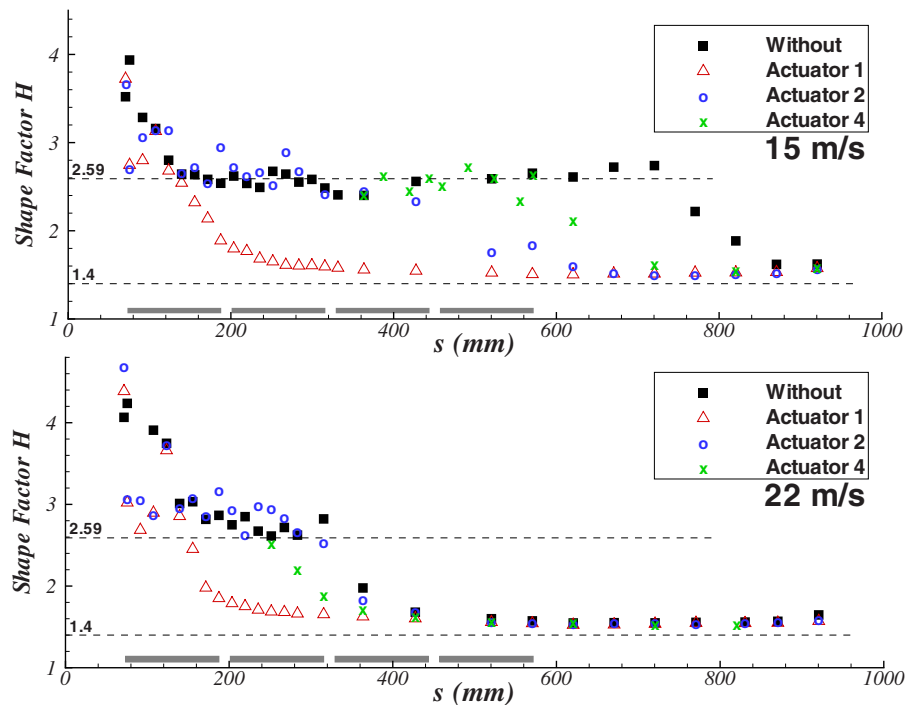 4
3
2
1
Shape Factor H
2.59
1.4
Without
Actuator 1
Actuator 2
Actuator 4
15 m/s
0
200
400
600
800
1000
s (mm)
4
3
2
1
Shape Factor H
2.59
1.4
Without
Actuator 1
Actuator 2
Actuator 4
22 m/s
0
200
400
600
800
1000
s (mm)